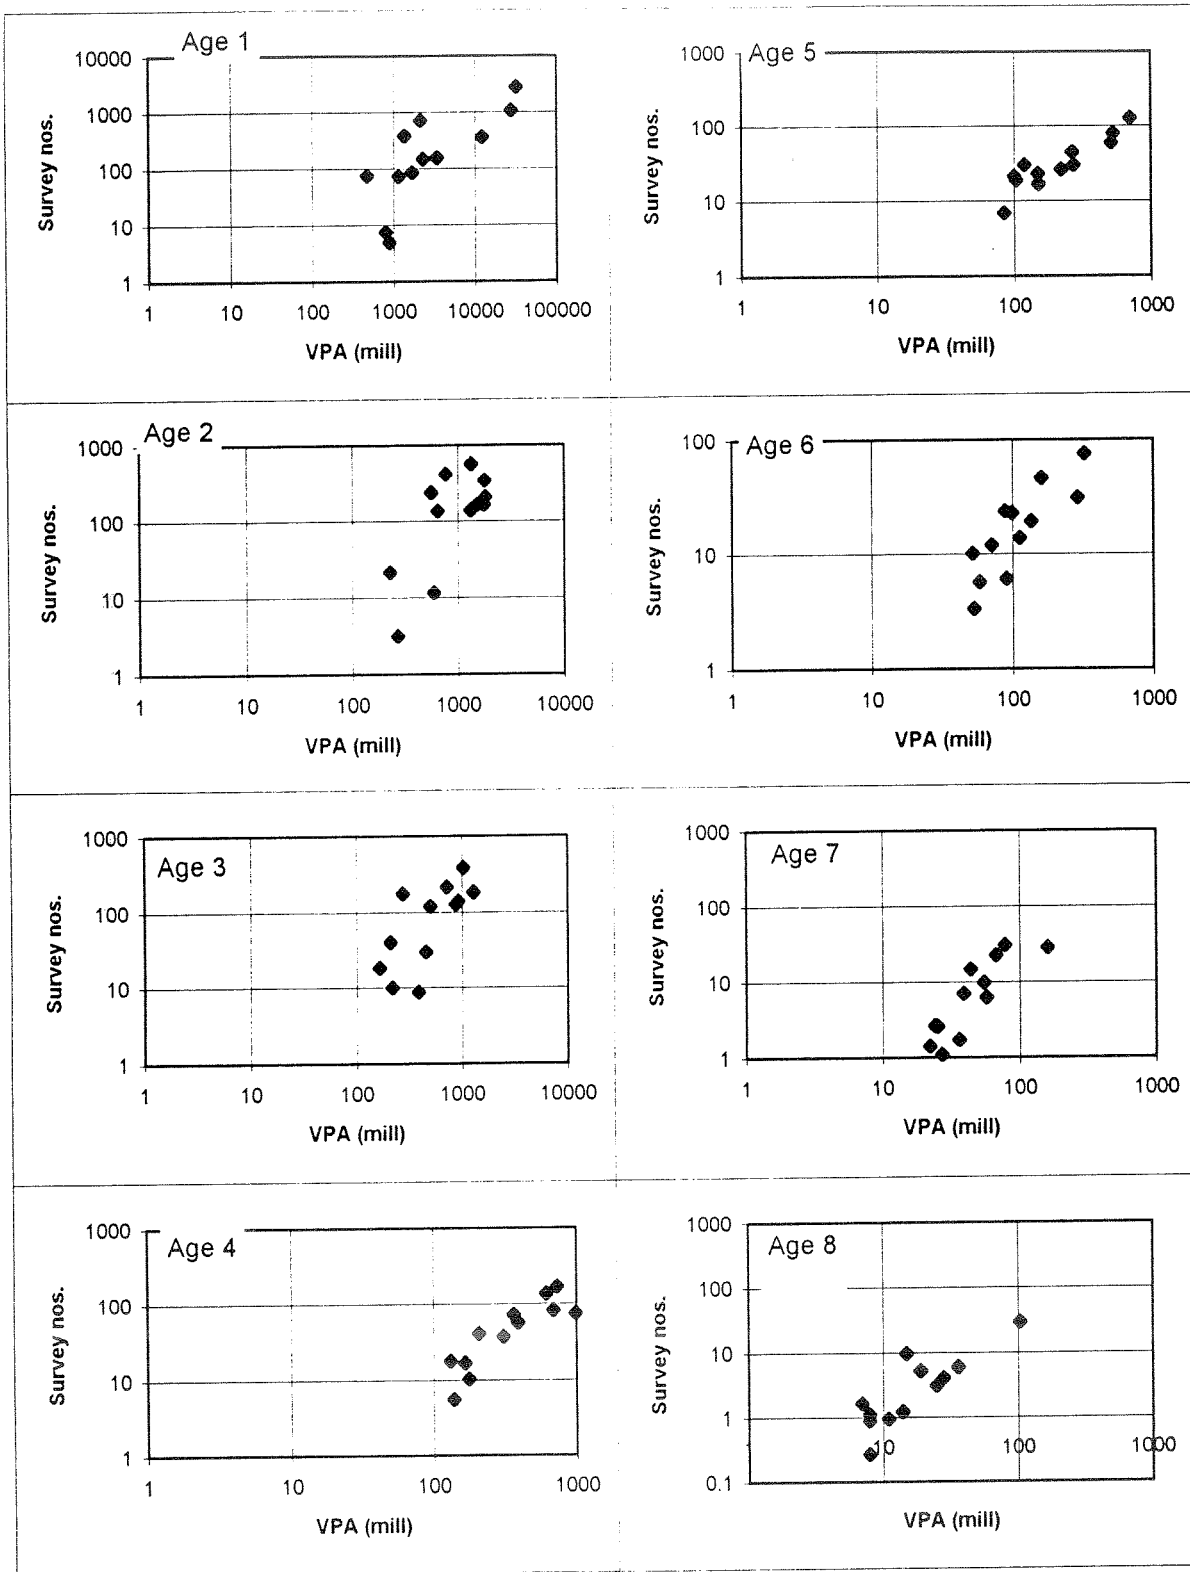 Age 1
10000
1000
100
10
1
Survey nos.
1 10 100 1000 10000 100000
VPA (mill)
Age 5
1000
100
10
1
Survey nos.
1 10 100 1000
VPA (mill)
Age 2
1000
100
10
1
Survey nos.
1 10 100 1000 10000
VPA (mill)
Age 6
100
10
1
Survey nos.
1 10 100 1000
VPA (mill)
Age 3
1000
100
10
1
Survey nos.
1 10 100 1000 10000
VPA (mill)
Age 7
1000
100
10
1
Survey nos.
1 10 100 1000
VPA (mill)
Age 4
1000
100
10
1
Survey nos.
1 10 100 1000
VPA (mill)
Age 8
1000
100
10
1
0.1
Survey nos.
10 100 1000
VPA (mill)